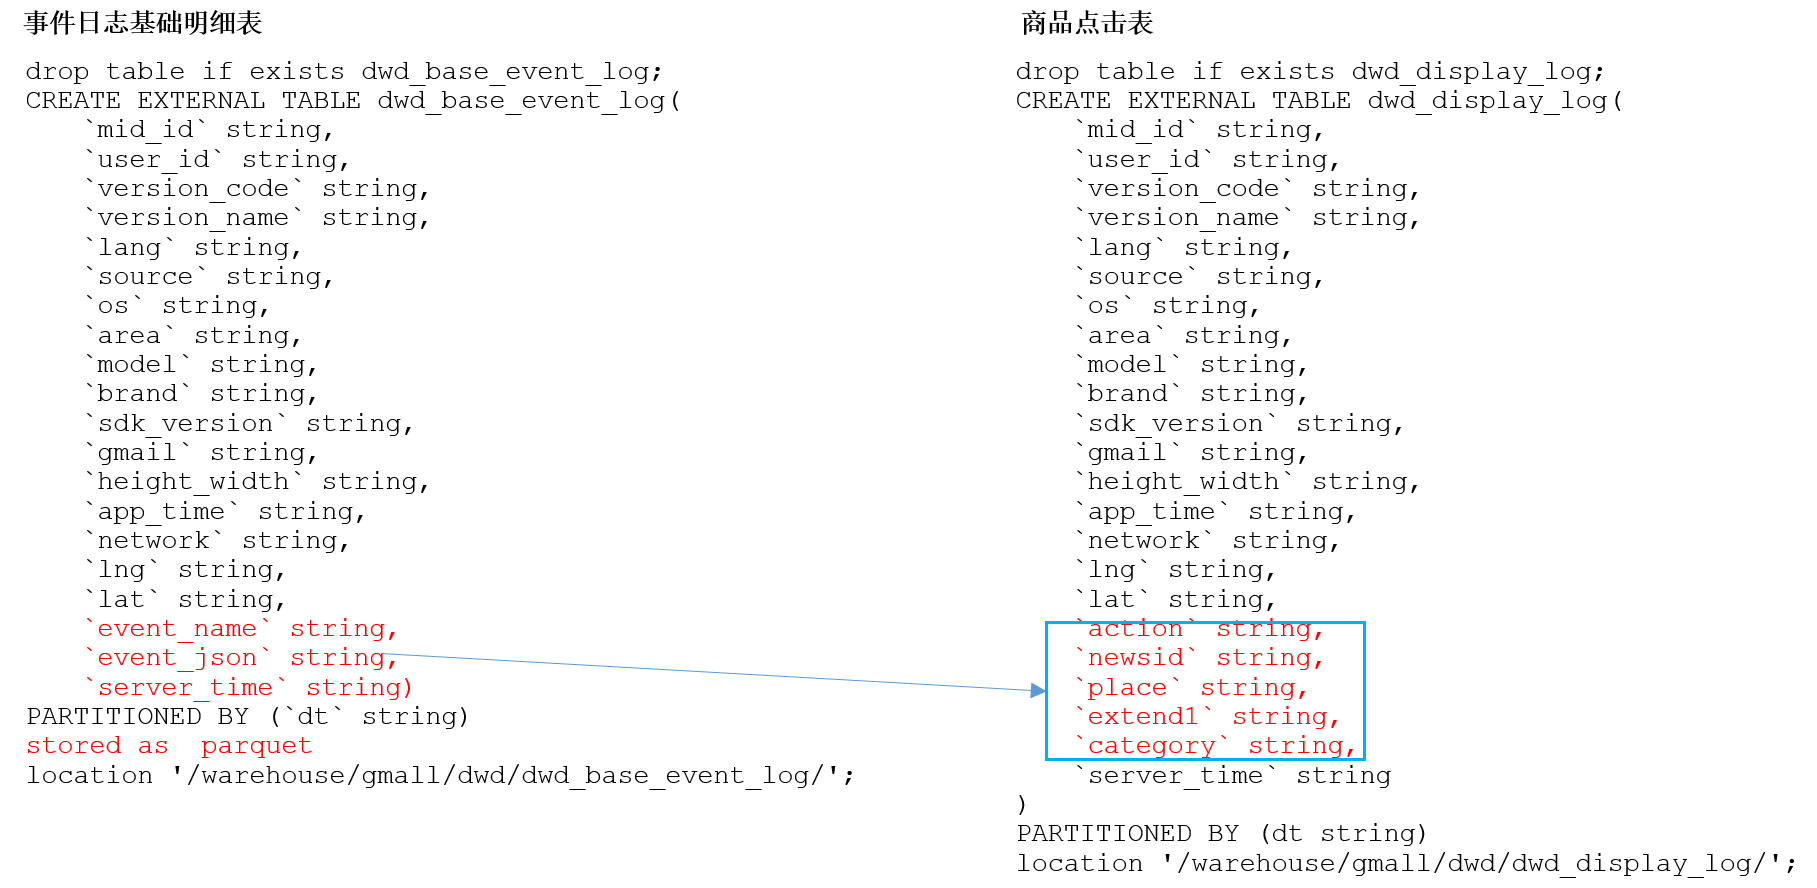 事件日志基础明细表
drop table if exists dwd_base_event_log;
CREATE EXTERNAL TABLE dwd_base_event_log(
`mid_id` string,
`user_id` string,
`version_code` string,
`version_name` string,
`lang` string,
`source` string,
`os` string,
`area` string,
`model` string,
`brand` string,
`sdk_version` string,
`gmail` string,
`height_width` string,
`app_time` string,
`network` string,
`lng` string,
`lat` string,
`event_name` string,
`event_json` string,
`server_time` string)
PARTITIONED BY (`dt` string)
stored as  parquet
location '/warehouse/gmall/dwd/dwd_base_event_log/';
商品点击表
drop table if exists dwd_display_log;
CREATE EXTERNAL TABLE dwd_display_log(
`mid_id` string,
`user_id` string,
`version_code` string,
`version_name` string,
`lang` string,
`source` string,
`os` string,
`area` string,
`model` string,
`brand` string,
`sdk_version` string,
`gmail` string,
`height_width` string,
`app_time` string,
`network` string,
`lng` string,
`lat` string,
`action` string,
`newsid` string,
`place` string,
`extend1` string,
`category` string,
`server_time` string
)
PARTITIONED BY (dt string)
location '/warehouse/gmall/dwd/dwd_display_log/';